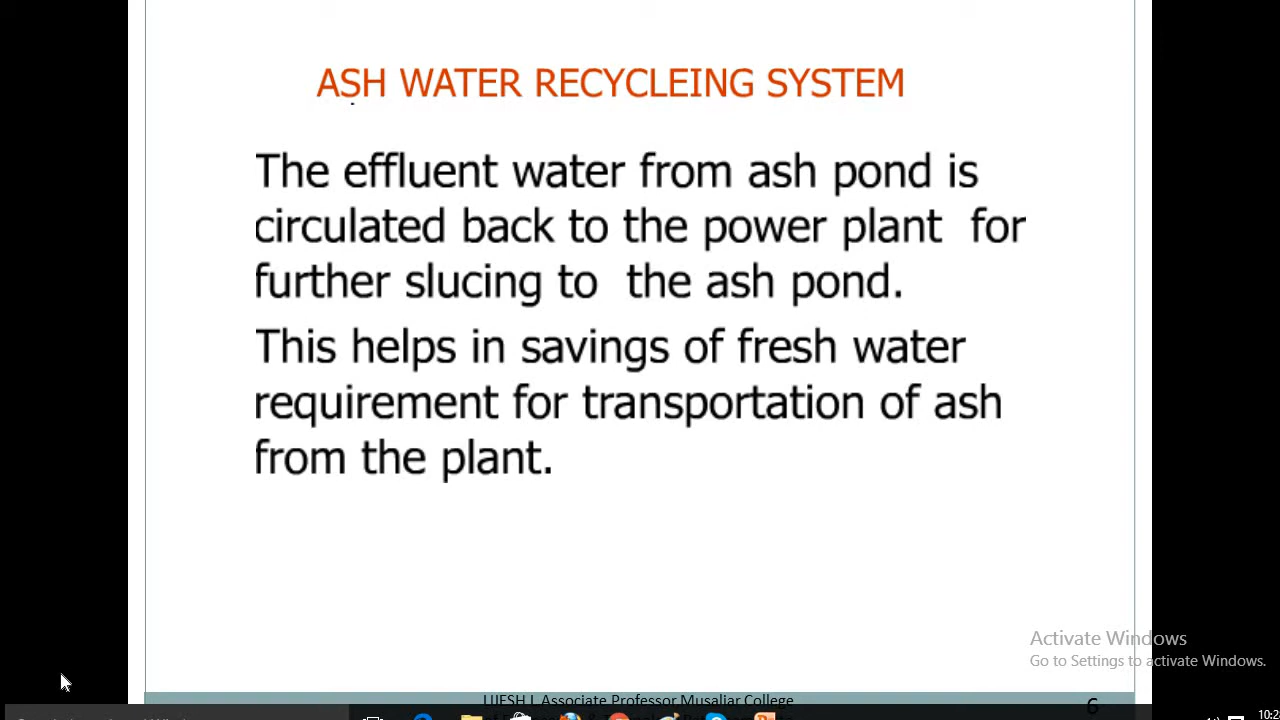 ASH WATER RECYCLEING SYSTEM
The effluent water from ash pond is
circulated back to the power plant for
further slucing to the ash pond.
This helps in savings of fresh water
requirement for transportation of ash
from the plant.
Activate Windows
Go to Settings to activate Windows.
Associate Professor Musaliar College
6